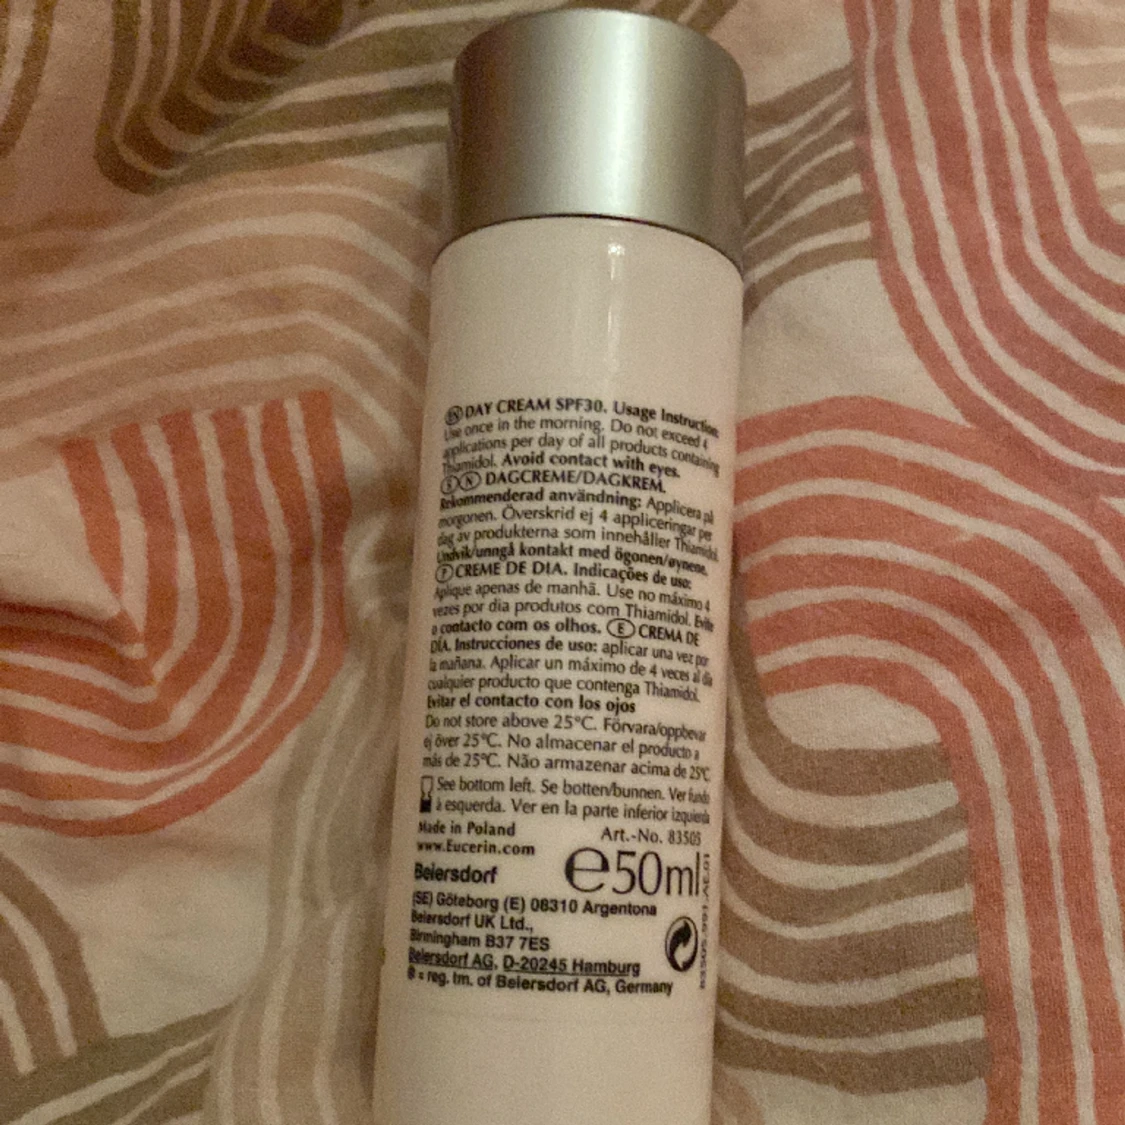 EN DAY CREAM SPF30. Usage Instructions:
Use once in the morning. Do not exceed 4
applications per day of all products containing
Thiamidol. Avoid contact with eyes.
S N DAGCREME/DAGKREM.
Rekommenderad användning: Applicera på
morgonen. Överskrid ej 4 appliceringar per
dag av produkterna som innehåller Thiamidol.
Undvik/unngå kontakt med ögonen/øynene.
P CREME DE DIA. Indicações de uso:
Aplique apenas de manhã. Use no máximo 4
vezes por dia produtos com Thiamidol. Evite
o contacto com os olhos. E CREMA DE
DÍA. Instrucciones de uso: aplicar una vez por
la mañana. Aplicar un máximo de 4 veces al día
cualquier producto que contenga Thiamidol.
Evitar el contacto con los ojos
Do not store above 25°C. Förvara/oppbevar
ej över 25°C. No almacenar el producto a
más de 25°C. Não armazenar acima de 25°C
See bottom left. Se botten/bunnen. Ver fundo
à esquerda. Ver en la parte inferior izquierda
Made in Poland Art.-No. 83505
www.Eucerin.com
e50ml
Beiersdorf
(SE) Göteborg (E) 08310 Argentona
Beiersdorf UK Ltd.,
Birmingham B37 7ES
Beiersdorf AG, D-20245 Hamburg
® = reg. tm. of Beiersdorf AG, Germany